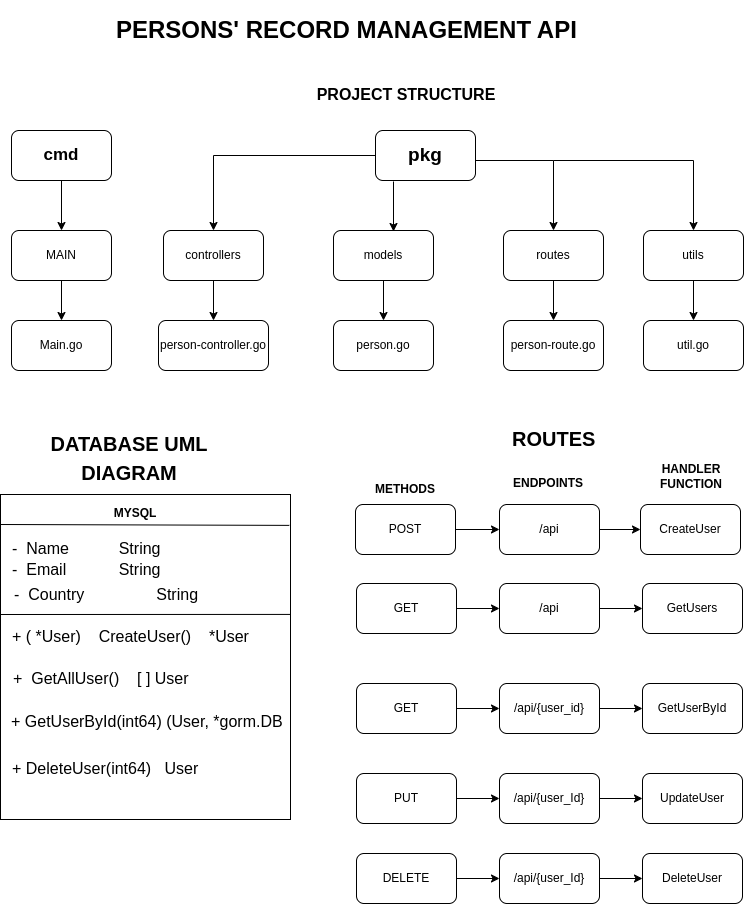 PERSONS' RECORD MANAGEMENT API
PROJECT STRUCTURE
cmd
pkg
MAIN
controllers
models
routes
utils
Main.go
person-controller.go
person.go
person-route.go
util.go
DATABASE UML
DIAGRAM
MYSQL
- Name String
- Email String
- Country String
+ ( *User) CreateUser() *User
+ GetAllUser() [ ] User
+ GetUserById(int64) (User, *gorm.DB
+ DeleteUser(int64) User
ROUTES
METHODS
ENDPOINTS
HANDLER
FUNCTION
POST
/api
CreateUser
GET
/api
GetUsers
GET
/api/{user_id}
GetUserById
PUT
/api/{user_Id}
UpdateUser
DELETE
/api/{user_Id}
DeleteUser